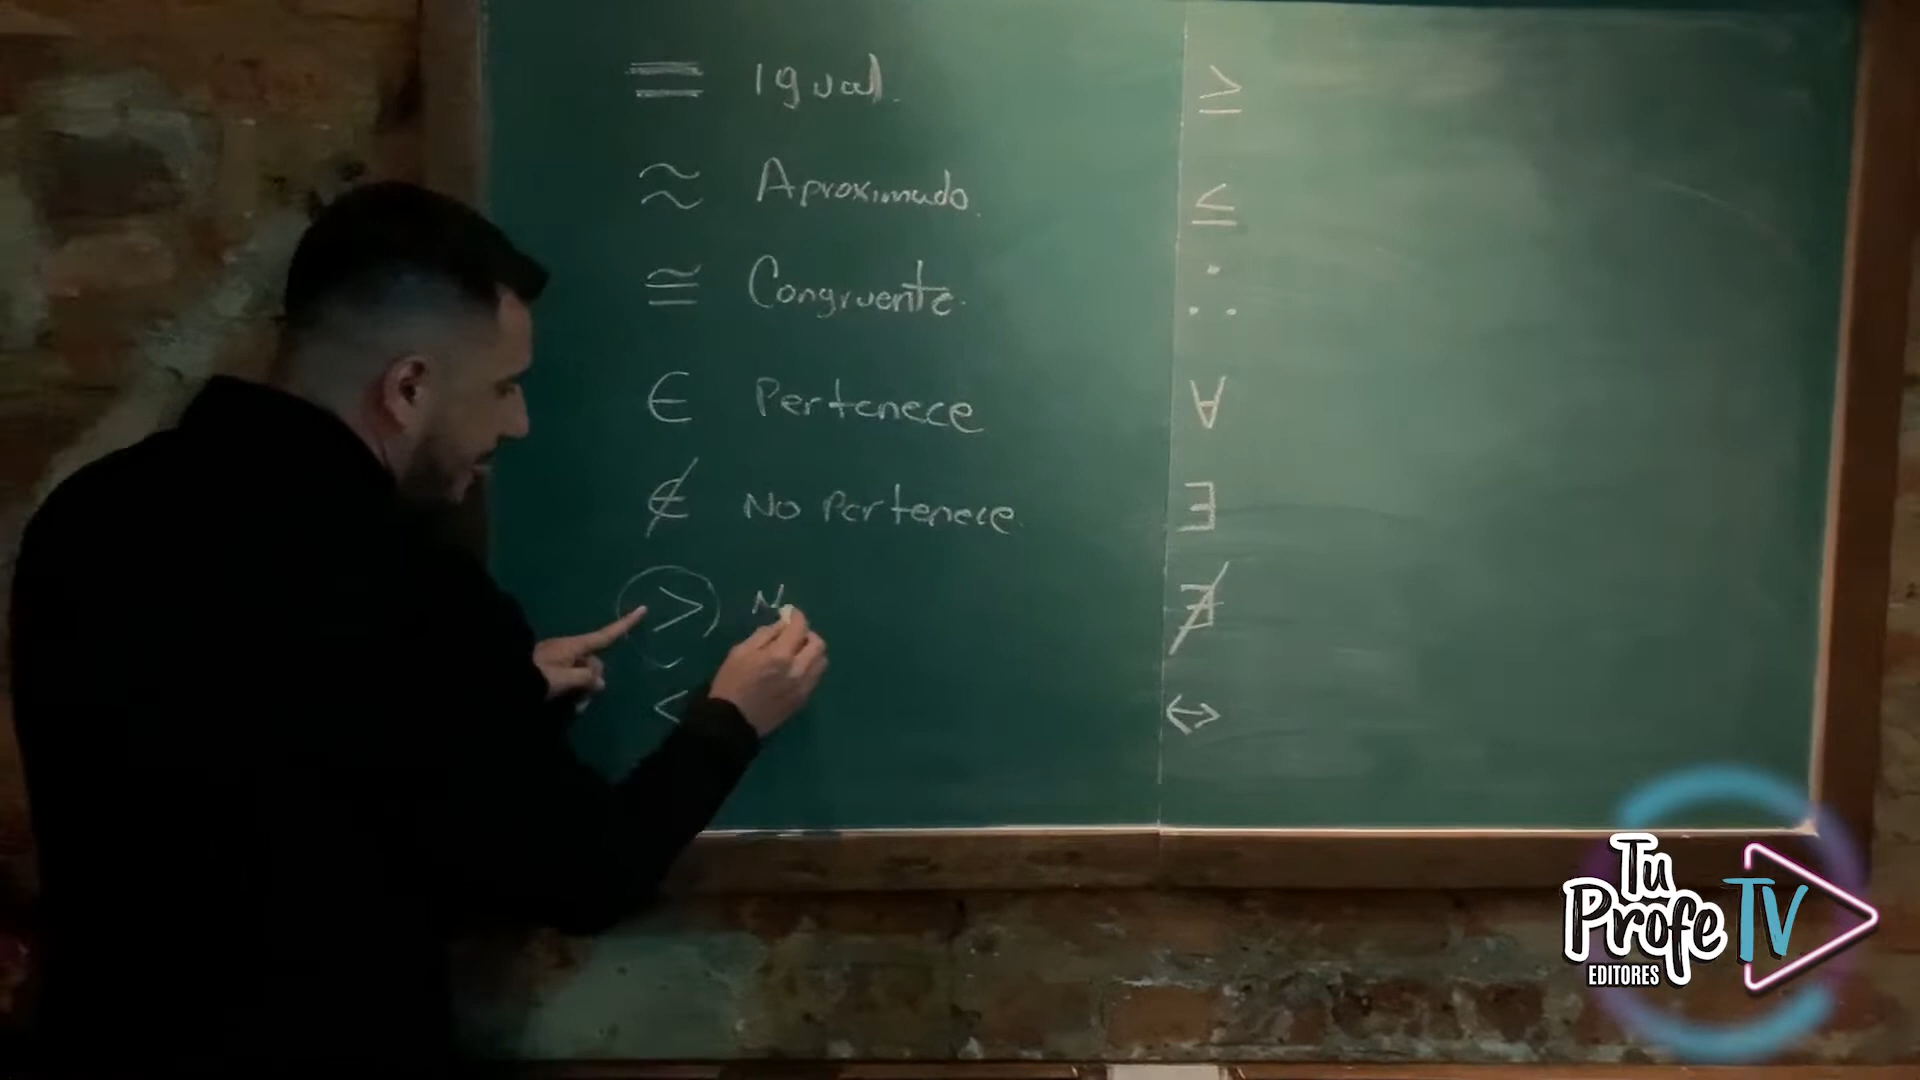 = Igual.
≈ Aproximado.
≅ Congruente.
∈ Pertenece
∉ No Pertenece.
>
<
≥
≤
∴
∀
∃
∄
↔
Tu
Profe TV
EDITORES